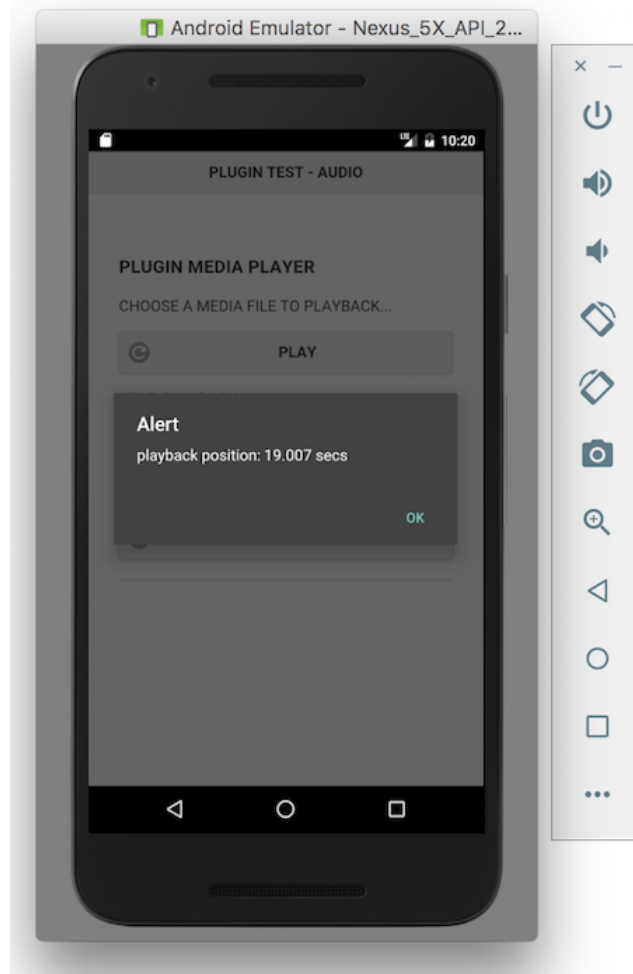 Android Emulator - Nexus_5X_API_2...
LTE 10:20
PLUGIN TEST - AUDIO
PLUGIN MEDIA PLAYER
CHOOSE A MEDIA FILE TO PLAYBACK...
PLAY
Alert
playback position: 19.007 secs
OK